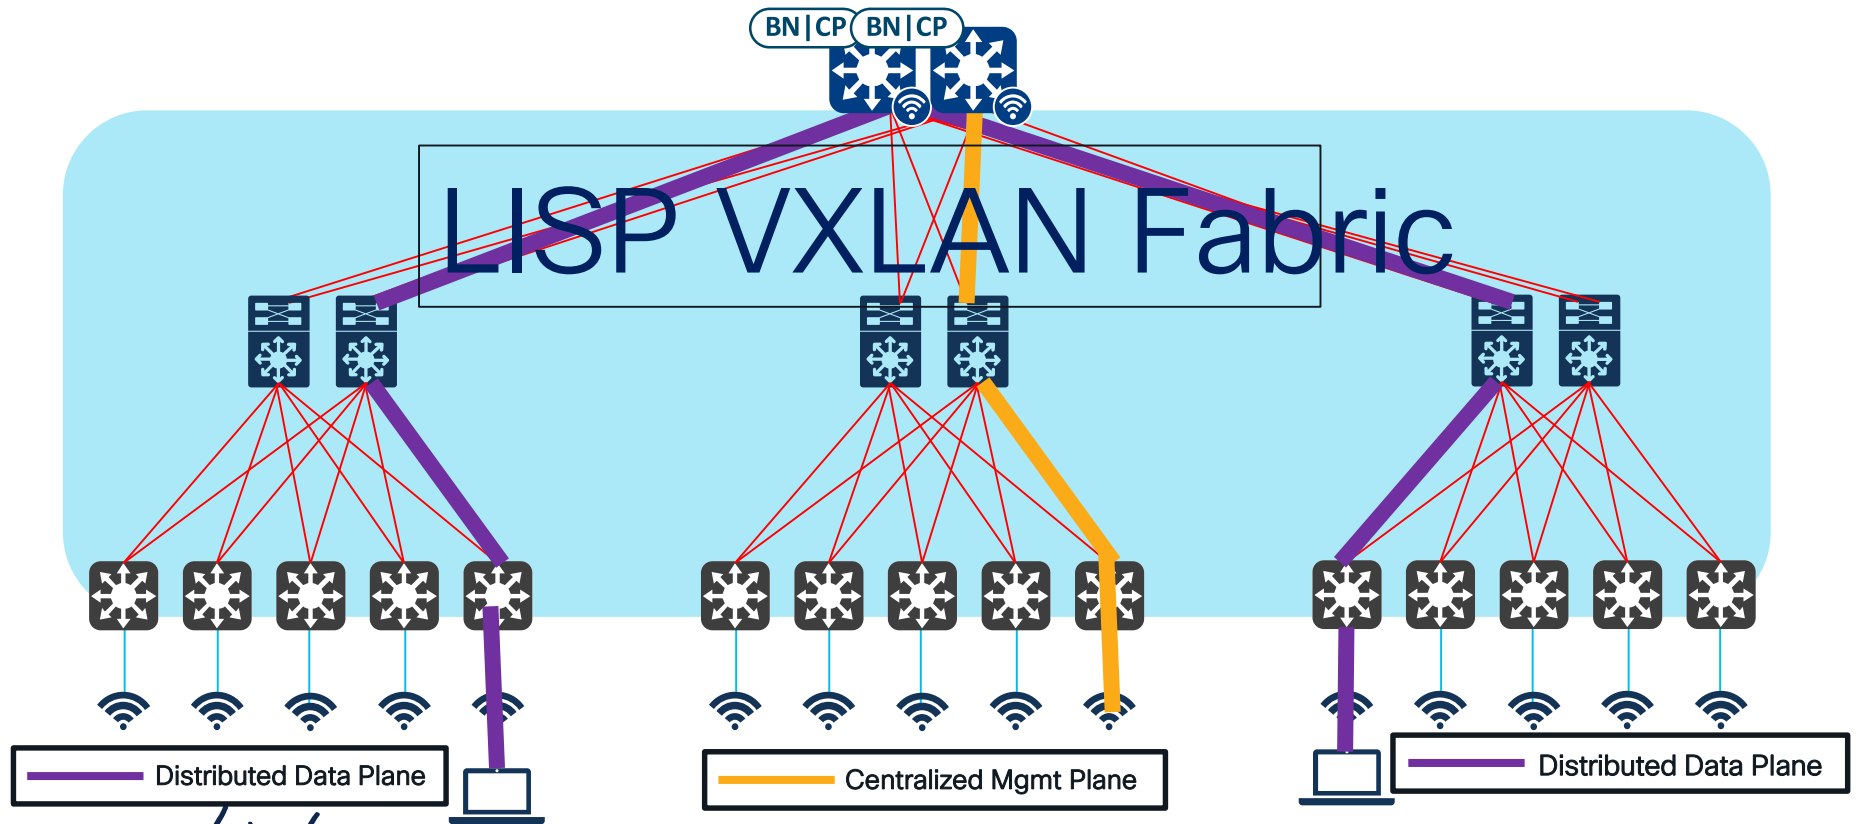 BN|CP
BN|CP
LISP VXLAN Fabric
Distributed Data Plane
Centralized Mgmt Plane
Distributed Data Plane